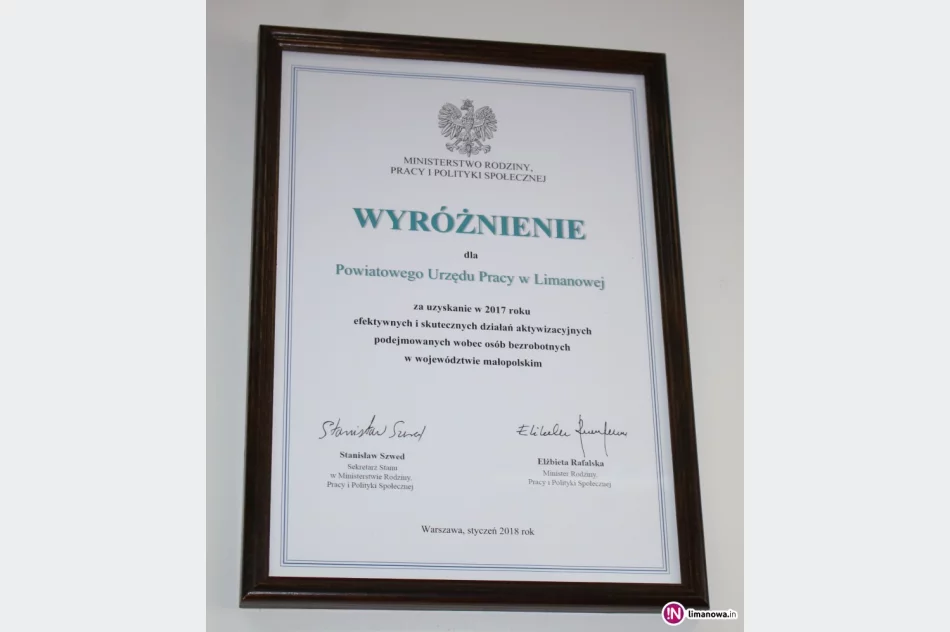 MINISTERSTWO RODZINY,
PRACY I POLITYKI SPOŁECZNEJ
WYRÓŻNIENIE
dla
Powiatowego Urzędu Pracy w Limanowej
za uzyskanie w 2017 roku
efektywnych i skutecznych działań aktywizacyjnych
podejmowanych wobec osób bezrobotnych
w województwie małopolskim
Stanisław Szwed
Stanisław Szwed
Sekretarz Stanu
w Ministerstwie Rodziny,
Pracy i Polityki Społecznej
Elżbieta Rafalska
Minister Rodziny,
Pracy i Polityki Społecznej
Warszawa, styczeń 2018 rok
!N limanowa.in